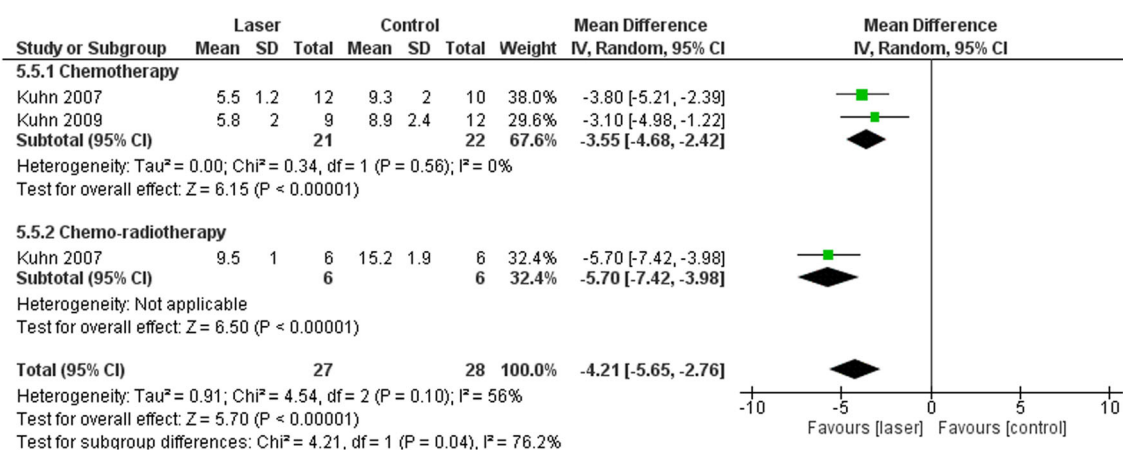 Laser Control Mean Difference Mean Difference
Study or Subgroup Mean SD Total Mean SD Total Weight IV, Random, 95% CI IV, Random, 95% CI
5.5.1 Chemotherapy
Kuhn 2007 5.5 1.2 12 9.3 2 10 38.0% -3.80 [-5.21, -2.39]
Kuhn 2009 5.8 2 9 8.9 2.4 12 29.6% -3.10 [-4.98, -1.22]
Subtotal (95% CI) 21 22 67.6% -3.55 [-4.68, -2.42]
Heterogeneity: Tau² = 0.00; Chi² = 0.34, df = 1 (P = 0.56); I² = 0%
Test for overall effect: Z = 6.15 (P < 0.00001)
5.5.2 Chemo-radiotherapy
Kuhn 2007 9.5 1 6 15.2 1.9 6 32.4% -5.70 [-7.42, -3.98]
Subtotal (95% CI) 6 6 32.4% -5.70 [-7.42, -3.98]
Heterogeneity: Not applicable
Test for overall effect: Z = 6.50 (P < 0.00001)
Total (95% CI) 27 28 100.0% -4.21 [-5.65, -2.76]
Heterogeneity: Tau² = 0.91; Chi² = 4.54, df = 2 (P = 0.10); I² = 56%
Test for overall effect: Z = 5.70 (P < 0.00001)
Test for subgroup differences: Chi² = 4.21, df = 1 (P = 0.04), I² = 76.2%
-10 -5 0 5 10
Favours [laser] Favours [control]